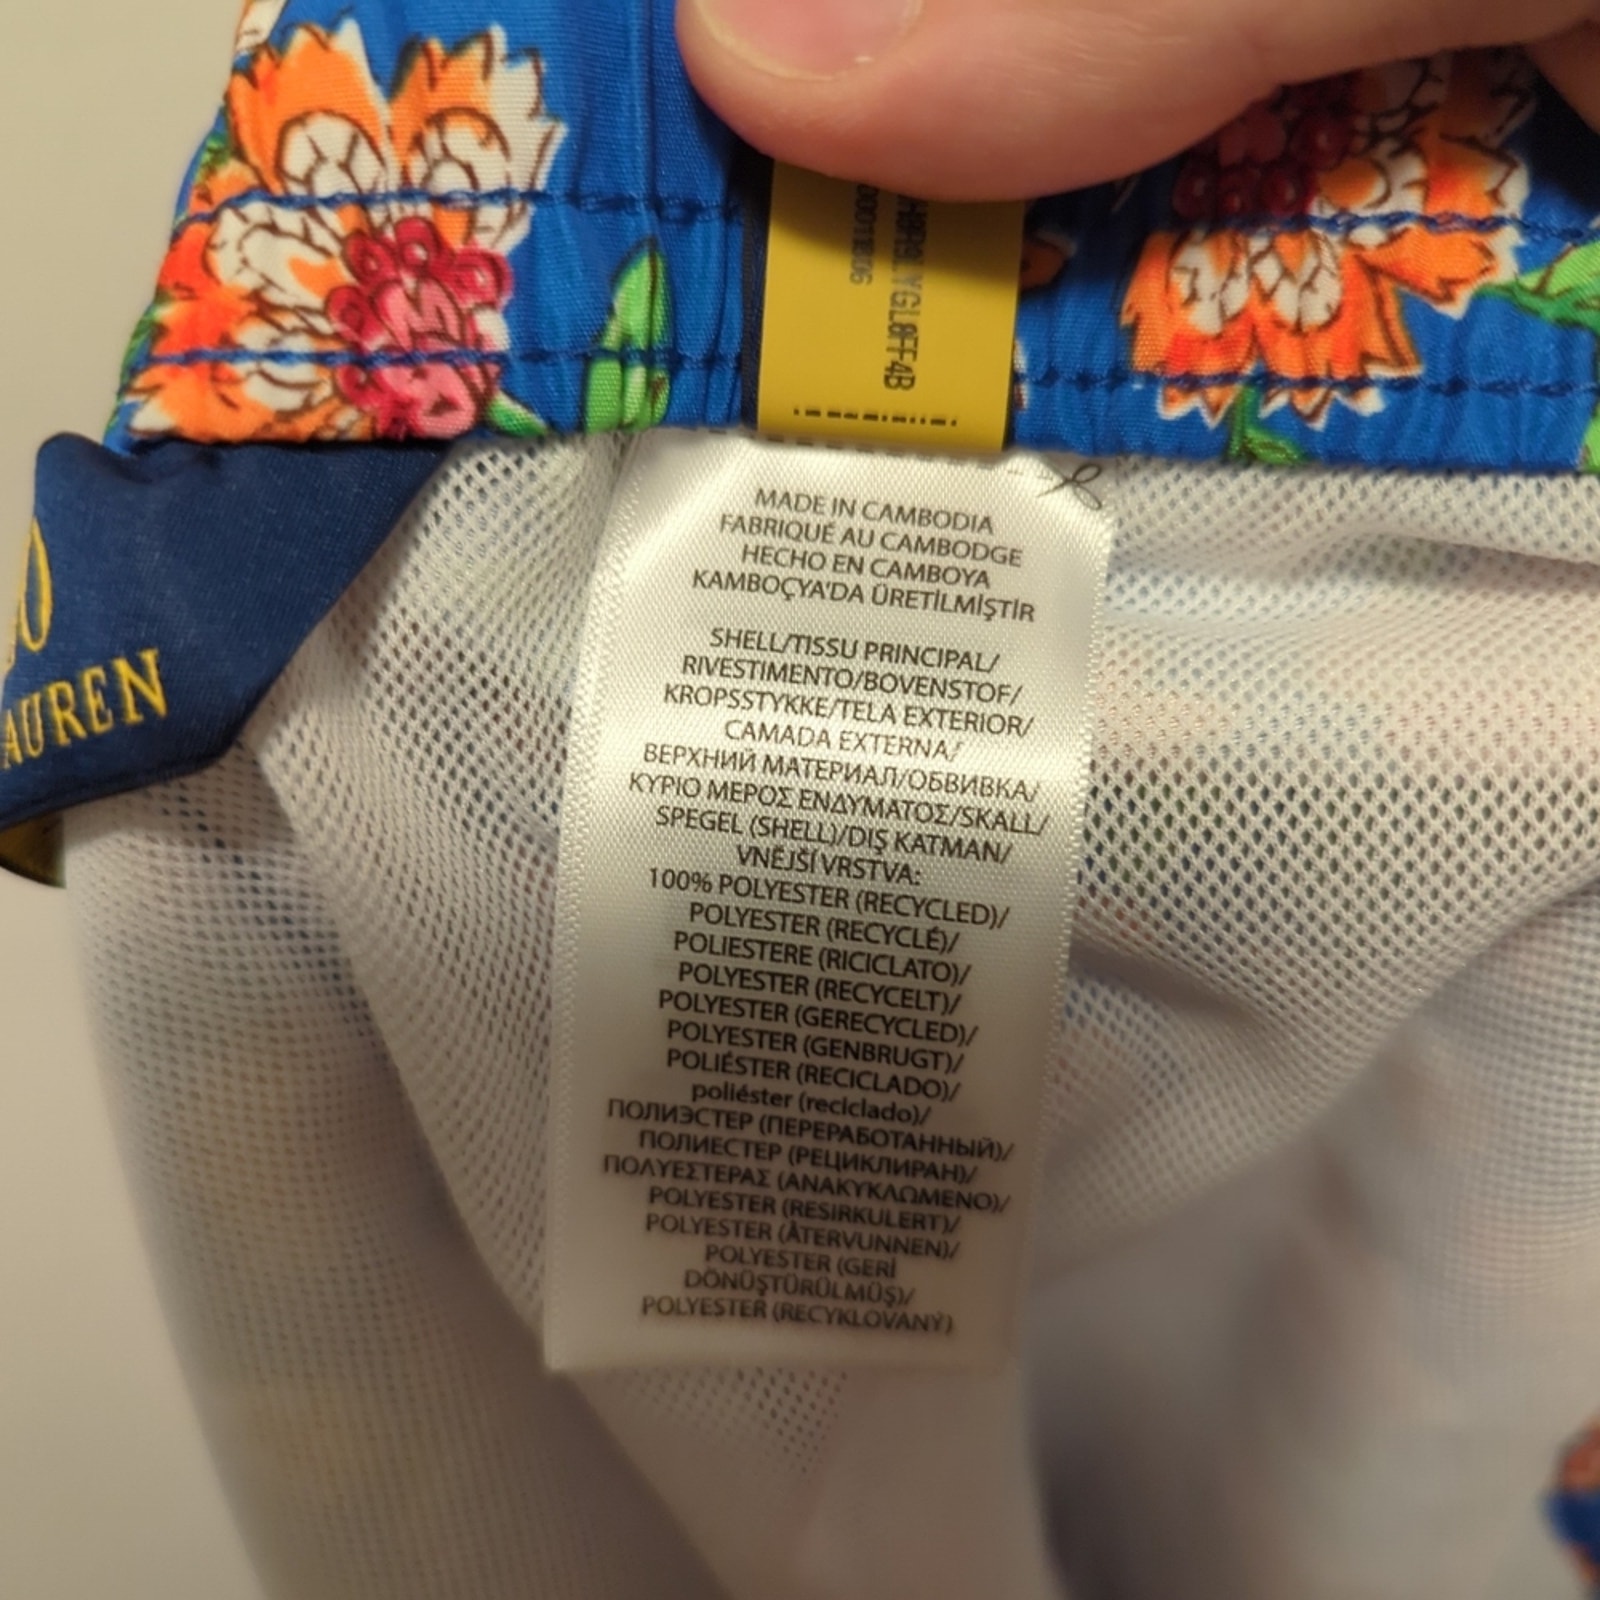 AUREN
MADE IN CAMBODIA
FABRIQUÉ AU CAMBODGE
HECHO EN CAMBOYA
KAMBOÇYA'DA ÜRETİLMİŞTİR
SHELL/TISSU PRINCIPAL/
RIVESTIMENTO/BOVENSTOF/
KROPSSTYKKE/TELA EXTERIOR/
CAMADA EXTERNA/
ВЕРХНИЙ МАТЕРИАЛ/ОБВИВКА/
ΚΥΡΙΟ ΜΕΡΟΣ ΕΝΔΥΜΑΤΟΣ/SKALL/
SPEGEL (SHELL)/DIŞ KATMAN/
VNĚJŠÍ VRSTVA:
100% POLYESTER (RECYCLED)/
POLYESTER (RECYCLÉ)/
POLIESTERE (RICICLATO)/
POLYESTER (RECYCELT)/
POLYESTER (GERECYCLED)/
POLYESTER (GENBRUGT)/
POLIÉSTER (RECICLADO)/
poliéster (reciclado)/
ПОЛИЭСТЕР (ПЕРЕРАБОТАННЫЙ)/
ПОЛИЕСТЕР (РЕЦИКЛИРАН)/
ΠΟΛΥΕΣΤΕΡΑΣ (ΑΝΑΚΥΚΛΩΜΕΝΟ)/
POLYESTER (RESIRKULERT)/
POLYESTER (ÅTERVUNNEN)/
POLYESTER (GERİ
DÖNÜŞTÜRÜLMÜŞ)/
POLYESTER (RECYKLOVANÝ)